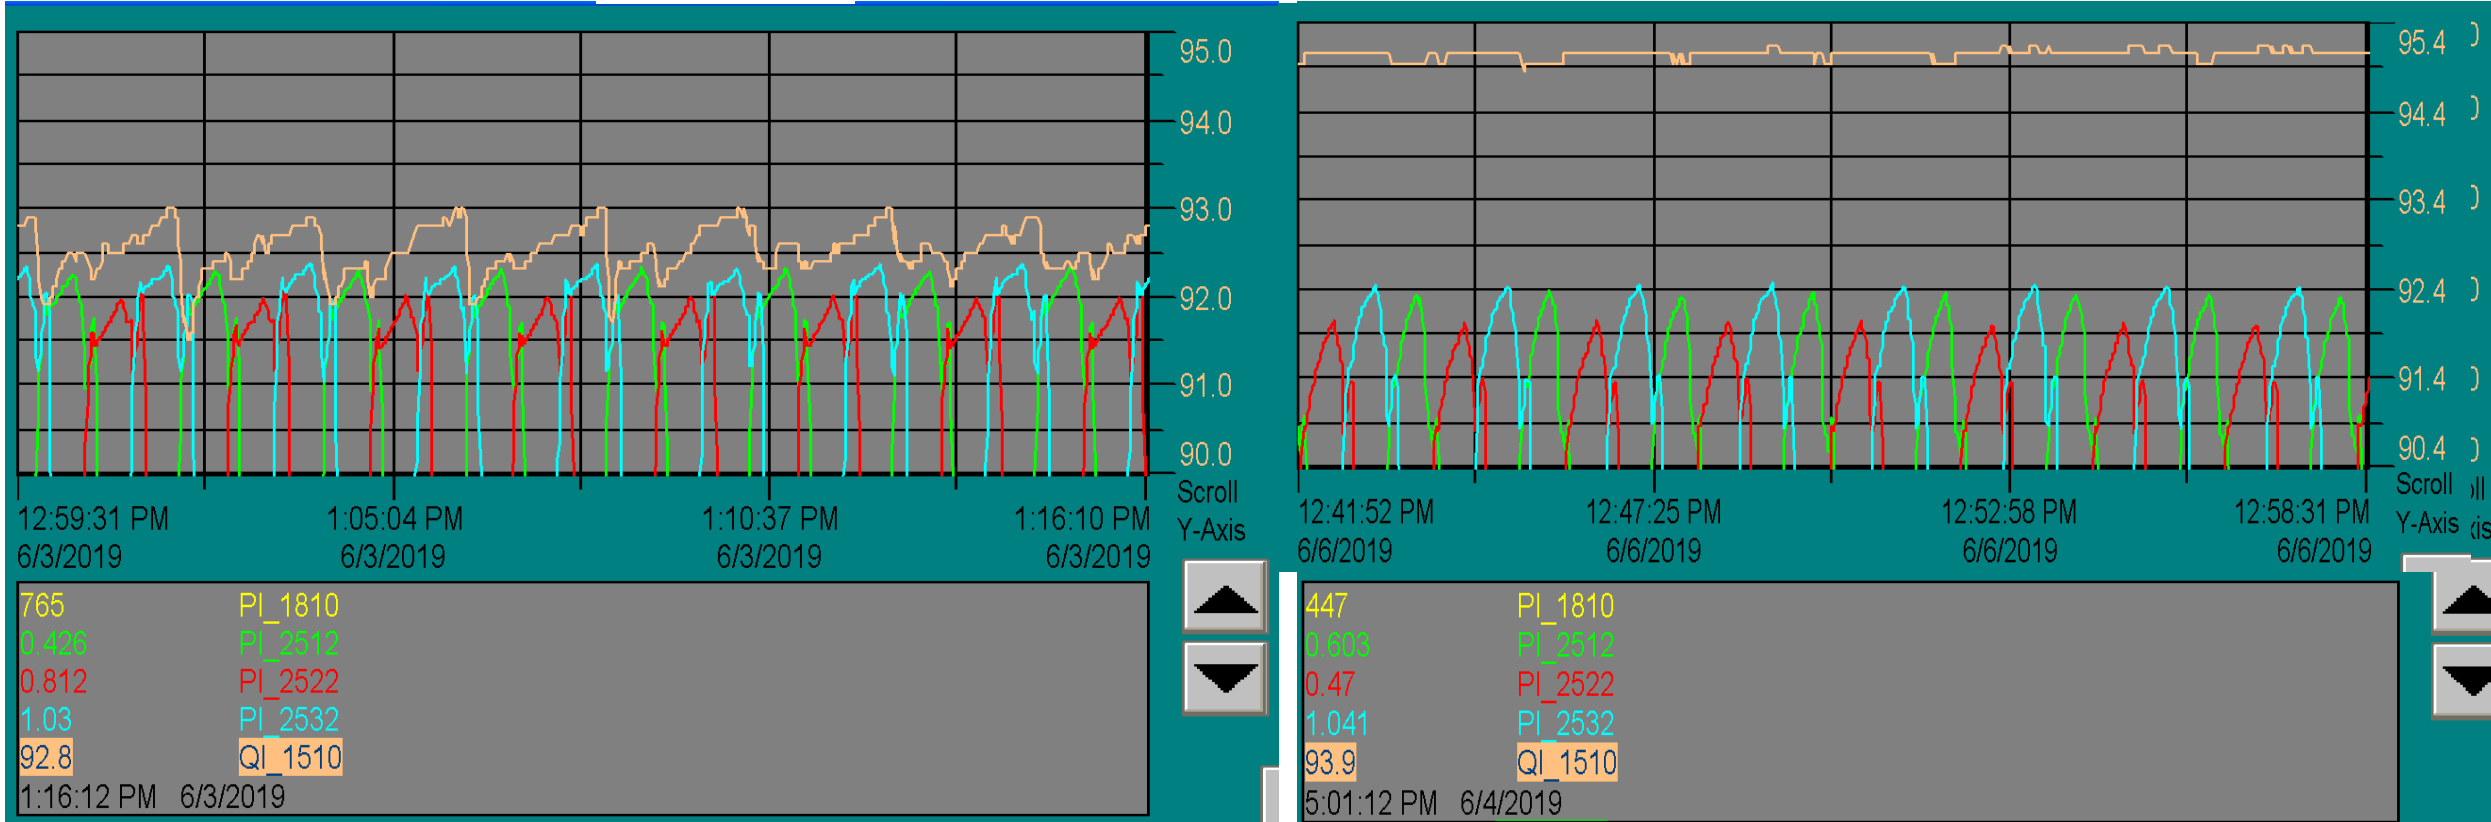 95.0
94.0
93.0
92.0
91.0
90.0
Scroll
Y-Axis
12:59:31 PM 1:05:04 PM 1:10:37 PM 1:16:10 PM
6/3/2019 6/3/2019 6/3/2019 6/3/2019
765 PI_1810
0.426 PI_2512
0.812 PI_2522
1.03 PI_2532
92.8 QI_1510
1:16:12 PM 6/3/2019
95.4
94.4
93.4
92.4
91.4
90.4
Scroll
Y-Axis
12:41:52 PM 12:47:25 PM 12:52:58 PM 12:58:31 PM
6/6/2019 6/6/2019 6/6/2019 6/6/2019
447 PI_1810
0.603 PI_2512
0.47 PI_2522
1.041 PI_2532
93.9 QI_1510
5:01:12 PM 6/4/2019